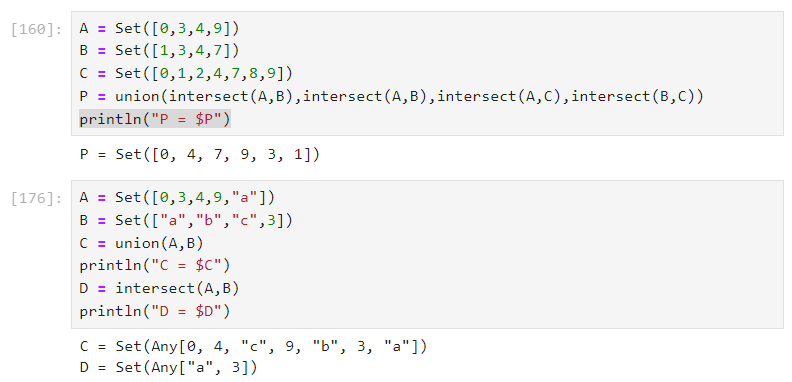 [160]: A = Set([0,3,4,9])
B = Set([1,3,4,7])
C = Set([0,1,2,4,7,8,9])
P = union(intersect(A,B),intersect(A,B),intersect(A,C),intersect(B,C))
println("P = $P")
P = Set([0, 4, 7, 9, 3, 1])
[176]: A = Set([0,3,4,9,"a"])
B = Set(["a","b","c",3])
C = union(A,B)
println("C = $C")
D = intersect(A,B)
println("D = $D")
C = Set(Any[0, 4, "c", 9, "b", 3, "a"])
D = Set(Any["a", 3])